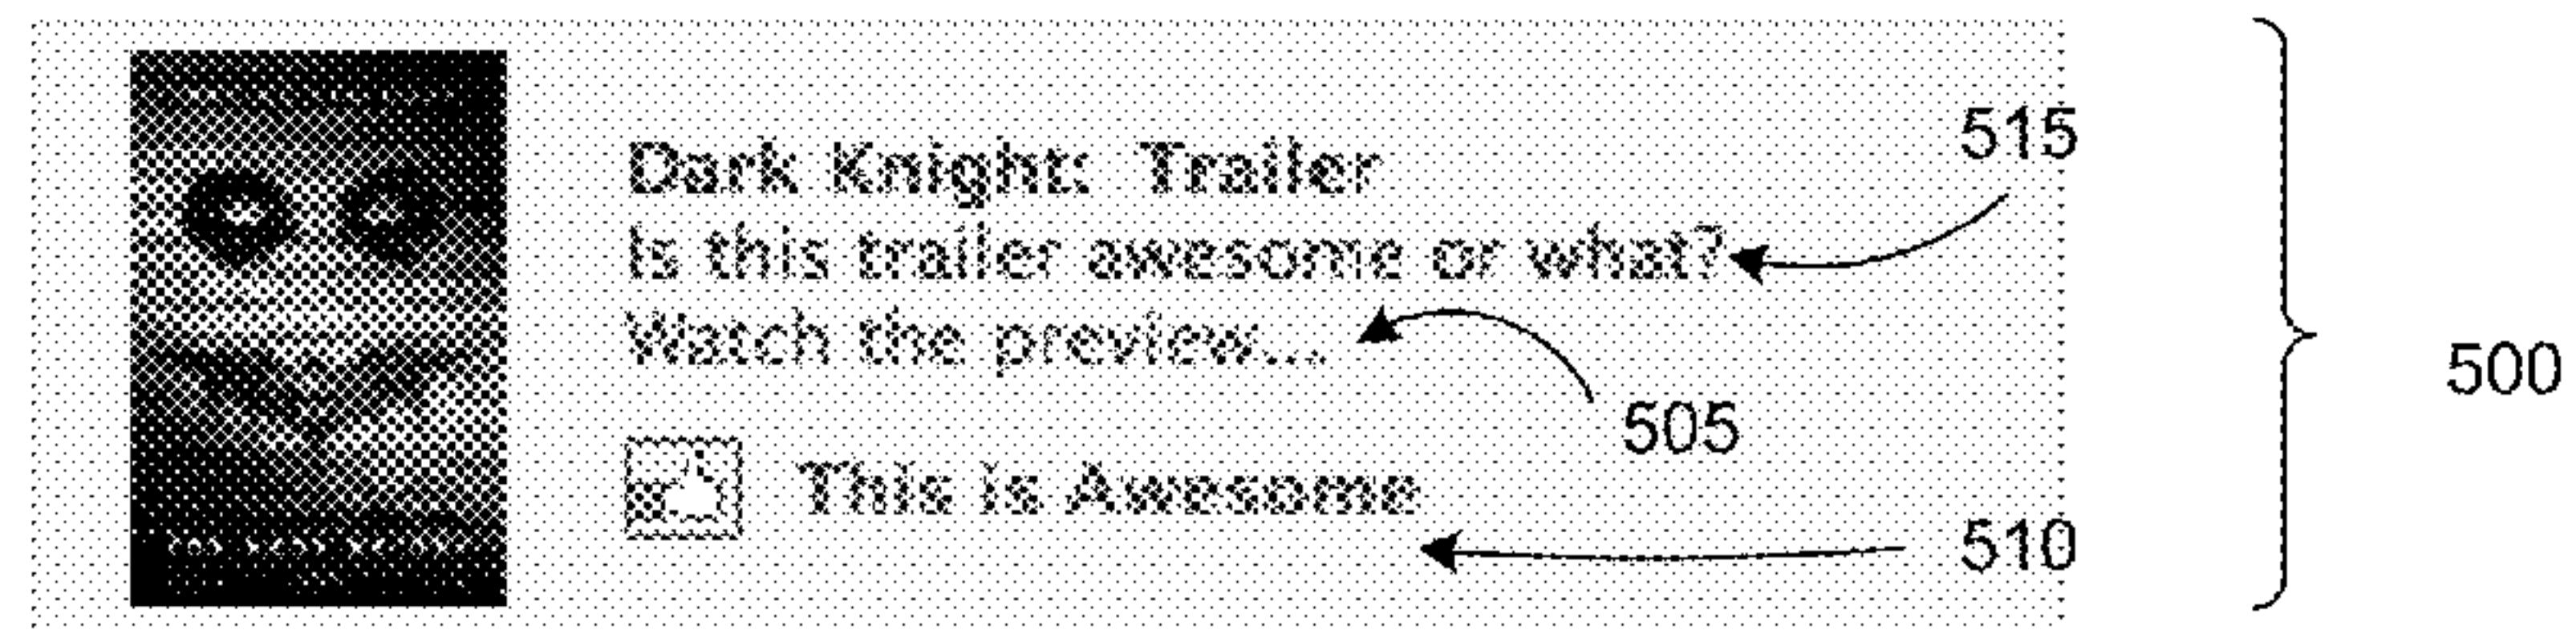 515
Dark Knight: Trailer
Is this trailer awesome or what?
Watch the preview...
500
505
This is Awesome
510